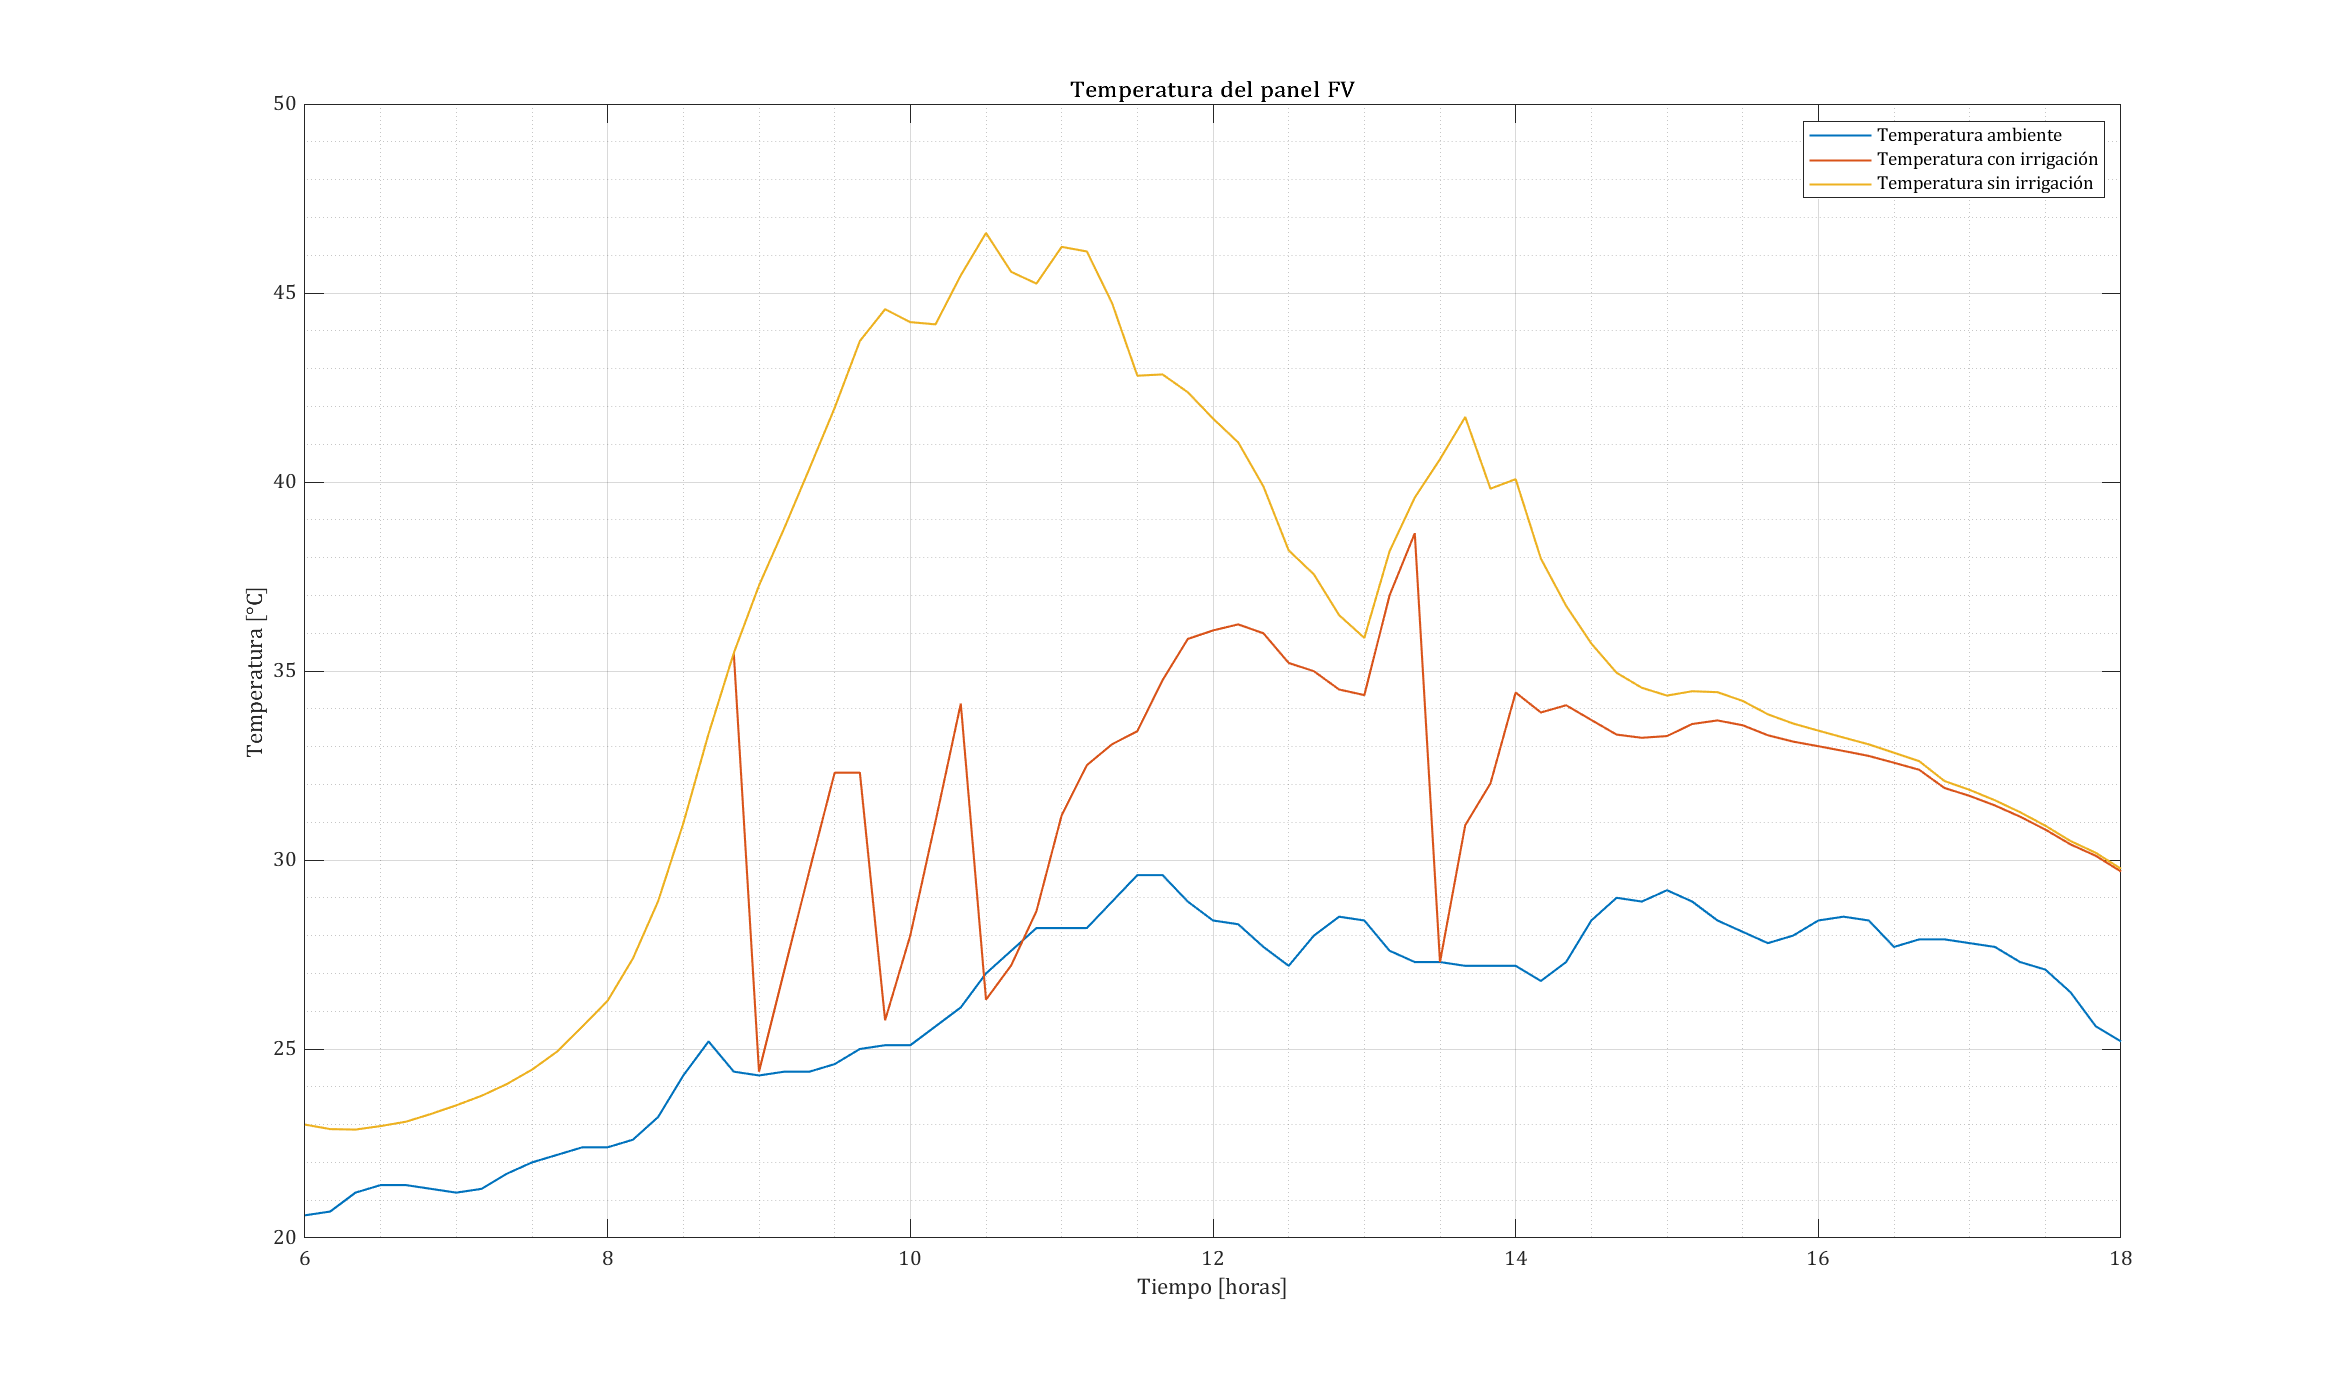 Temperatura del panel FV
50
45
40
35
30
25
20
Temperatura [°C]
Temperatura ambiente
Temperatura con irrigación
Temperatura sin irrigación
6 8 10 12 14 16 18
Tiempo [horas]